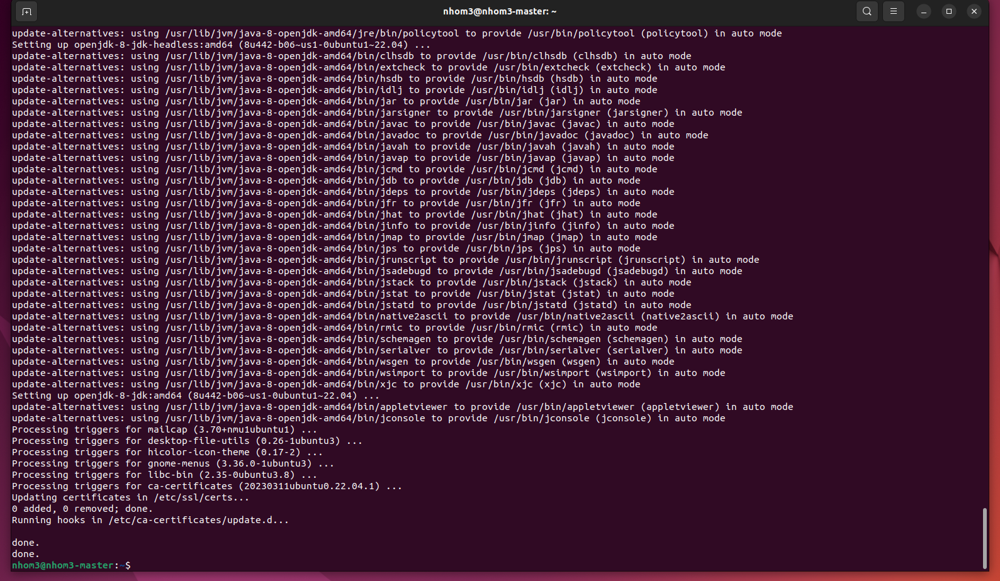 nhom3@nhom3-master: ~
update-alternatives: using /usr/lib/jvm/java-8-openjdk-amd64/jre/bin/policytool to provide /usr/bin/policytool (policytool) in auto mode
Setting up openjdk-8-jdk-headless:amd64 (8u442-b06~us1-0ubuntu1~22.04) ...
update-alternatives: using /usr/lib/jvm/java-8-openjdk-amd64/bin/clhsdb to provide /usr/bin/clhsdb (clhsdb) in auto mode
update-alternatives: using /usr/lib/jvm/java-8-openjdk-amd64/bin/extcheck to provide /usr/bin/extcheck (extcheck) in auto mode
update-alternatives: using /usr/lib/jvm/java-8-openjdk-amd64/bin/hsdb to provide /usr/bin/hsdb (hsdb) in auto mode
update-alternatives: using /usr/lib/jvm/java-8-openjdk-amd64/bin/idlj to provide /usr/bin/idlj (idlj) in auto mode
update-alternatives: using /usr/lib/jvm/java-8-openjdk-amd64/bin/jar to provide /usr/bin/jar (jar) in auto mode
update-alternatives: using /usr/lib/jvm/java-8-openjdk-amd64/bin/jarsigner to provide /usr/bin/jarsigner (jarsigner) in auto mode
update-alternatives: using /usr/lib/jvm/java-8-openjdk-amd64/bin/javac to provide /usr/bin/javac (javac) in auto mode
update-alternatives: using /usr/lib/jvm/java-8-openjdk-amd64/bin/javadoc to provide /usr/bin/javadoc (javadoc) in auto mode
update-alternatives: using /usr/lib/jvm/java-8-openjdk-amd64/bin/javah to provide /usr/bin/javah (javah) in auto mode
update-alternatives: using /usr/lib/jvm/java-8-openjdk-amd64/bin/javap to provide /usr/bin/javap (javap) in auto mode
update-alternatives: using /usr/lib/jvm/java-8-openjdk-amd64/bin/jcmd to provide /usr/bin/jcmd (jcmd) in auto mode
update-alternatives: using /usr/lib/jvm/java-8-openjdk-amd64/bin/jdb to provide /usr/bin/jdb (jdb) in auto mode
update-alternatives: using /usr/lib/jvm/java-8-openjdk-amd64/bin/jdeps to provide /usr/bin/jdeps (jdeps) in auto mode
update-alternatives: using /usr/lib/jvm/java-8-openjdk-amd64/bin/jfr to provide /usr/bin/jfr (jfr) in auto mode
update-alternatives: using /usr/lib/jvm/java-8-openjdk-amd64/bin/jhat to provide /usr/bin/jhat (jhat) in auto mode
update-alternatives: using /usr/lib/jvm/java-8-openjdk-amd64/bin/jinfo to provide /usr/bin/jinfo (jinfo) in auto mode
update-alternatives: using /usr/lib/jvm/java-8-openjdk-amd64/bin/jmap to provide /usr/bin/jmap (jmap) in auto mode
update-alternatives: using /usr/lib/jvm/java-8-openjdk-amd64/bin/jps to provide /usr/bin/jps (jps) in auto mode
update-alternatives: using /usr/lib/jvm/java-8-openjdk-amd64/bin/jrunscript to provide /usr/bin/jrunscript (jrunscript) in auto mode
update-alternatives: using /usr/lib/jvm/java-8-openjdk-amd64/bin/jsadebugd to provide /usr/bin/jsadebugd (jsadebugd) in auto mode
update-alternatives: using /usr/lib/jvm/java-8-openjdk-amd64/bin/jstack to provide /usr/bin/jstack (jstack) in auto mode
update-alternatives: using /usr/lib/jvm/java-8-openjdk-amd64/bin/jstat to provide /usr/bin/jstat (jstat) in auto mode
update-alternatives: using /usr/lib/jvm/java-8-openjdk-amd64/bin/jstatd to provide /usr/bin/jstatd (jstatd) in auto mode
update-alternatives: using /usr/lib/jvm/java-8-openjdk-amd64/bin/native2ascii to provide /usr/bin/native2ascii (native2ascii) in auto mode
update-alternatives: using /usr/lib/jvm/java-8-openjdk-amd64/bin/rmic to provide /usr/bin/rmic (rmic) in auto mode
update-alternatives: using /usr/lib/jvm/java-8-openjdk-amd64/bin/schemagen to provide /usr/bin/schemagen (schemagen) in auto mode
update-alternatives: using /usr/lib/jvm/java-8-openjdk-amd64/bin/serialver to provide /usr/bin/serialver (serialver) in auto mode
update-alternatives: using /usr/lib/jvm/java-8-openjdk-amd64/bin/wsgen to provide /usr/bin/wsgen (wsgen) in auto mode
update-alternatives: using /usr/lib/jvm/java-8-openjdk-amd64/bin/wsimport to provide /usr/bin/wsimport (wsimport) in auto mode
update-alternatives: using /usr/lib/jvm/java-8-openjdk-amd64/bin/xjc to provide /usr/bin/xjc (xjc) in auto mode
Setting up openjdk-8-jdk:amd64 (8u442-b06~us1-0ubuntu1~22.04) ...
update-alternatives: using /usr/lib/jvm/java-8-openjdk-amd64/bin/appletviewer to provide /usr/bin/appletviewer (appletviewer) in auto mode
update-alternatives: using /usr/lib/jvm/java-8-openjdk-amd64/bin/jconsole to provide /usr/bin/jconsole (jconsole) in auto mode
Processing triggers for mailcap (3.70+nmu1ubuntu1) ...
Processing triggers for desktop-file-utils (0.26-1ubuntu3) ...
Processing triggers for hicolor-icon-theme (0.17-2) ...
Processing triggers for gnome-menus (3.36.0-1ubuntu3) ...
Processing triggers for libc-bin (2.35-0ubuntu3.8) ...
Processing triggers for ca-certificates (20230311ubuntu0.22.04.1) ...
Updating certificates in /etc/ssl/certs...
0 added, 0 removed; done.
Running hooks in /etc/ca-certificates/update.d...
done.
done.
nhom3@nhom3-master:~$